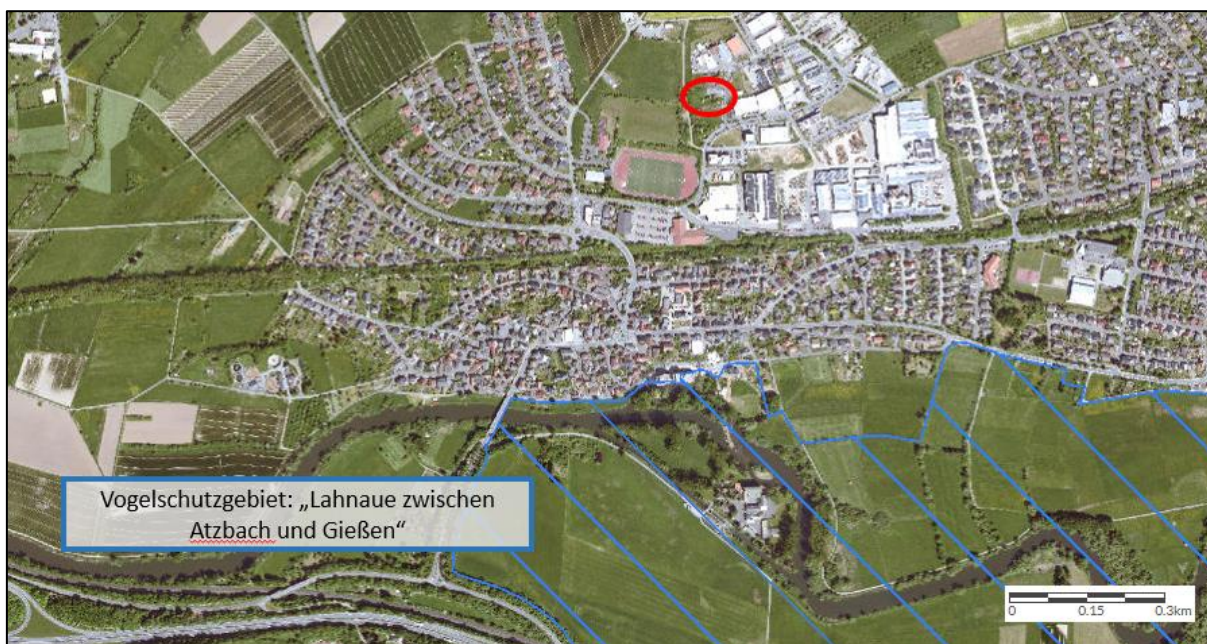 Vogelschutzgebiet: „Lahnaue zwischen
Atzbach und Gießen“
0 0.15 0.3km